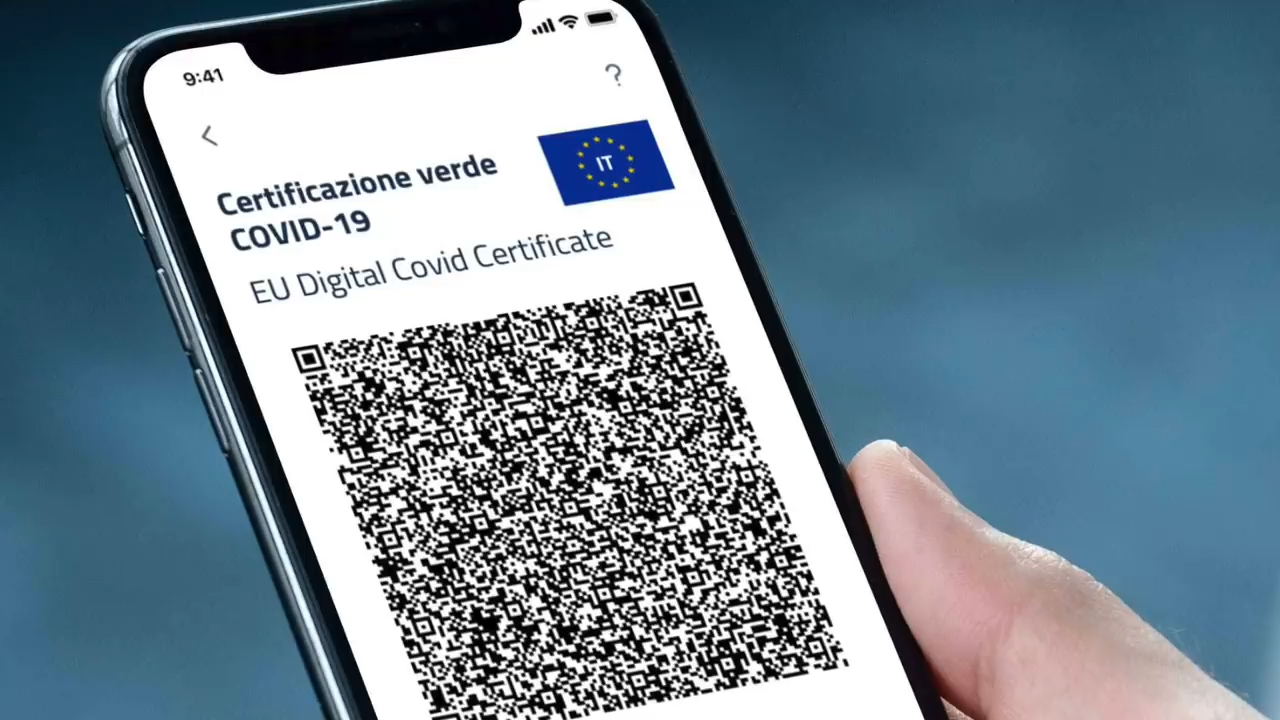 9:41
?
IT
Certificazione verde
COVID-19
EU Digital Covid Certificate